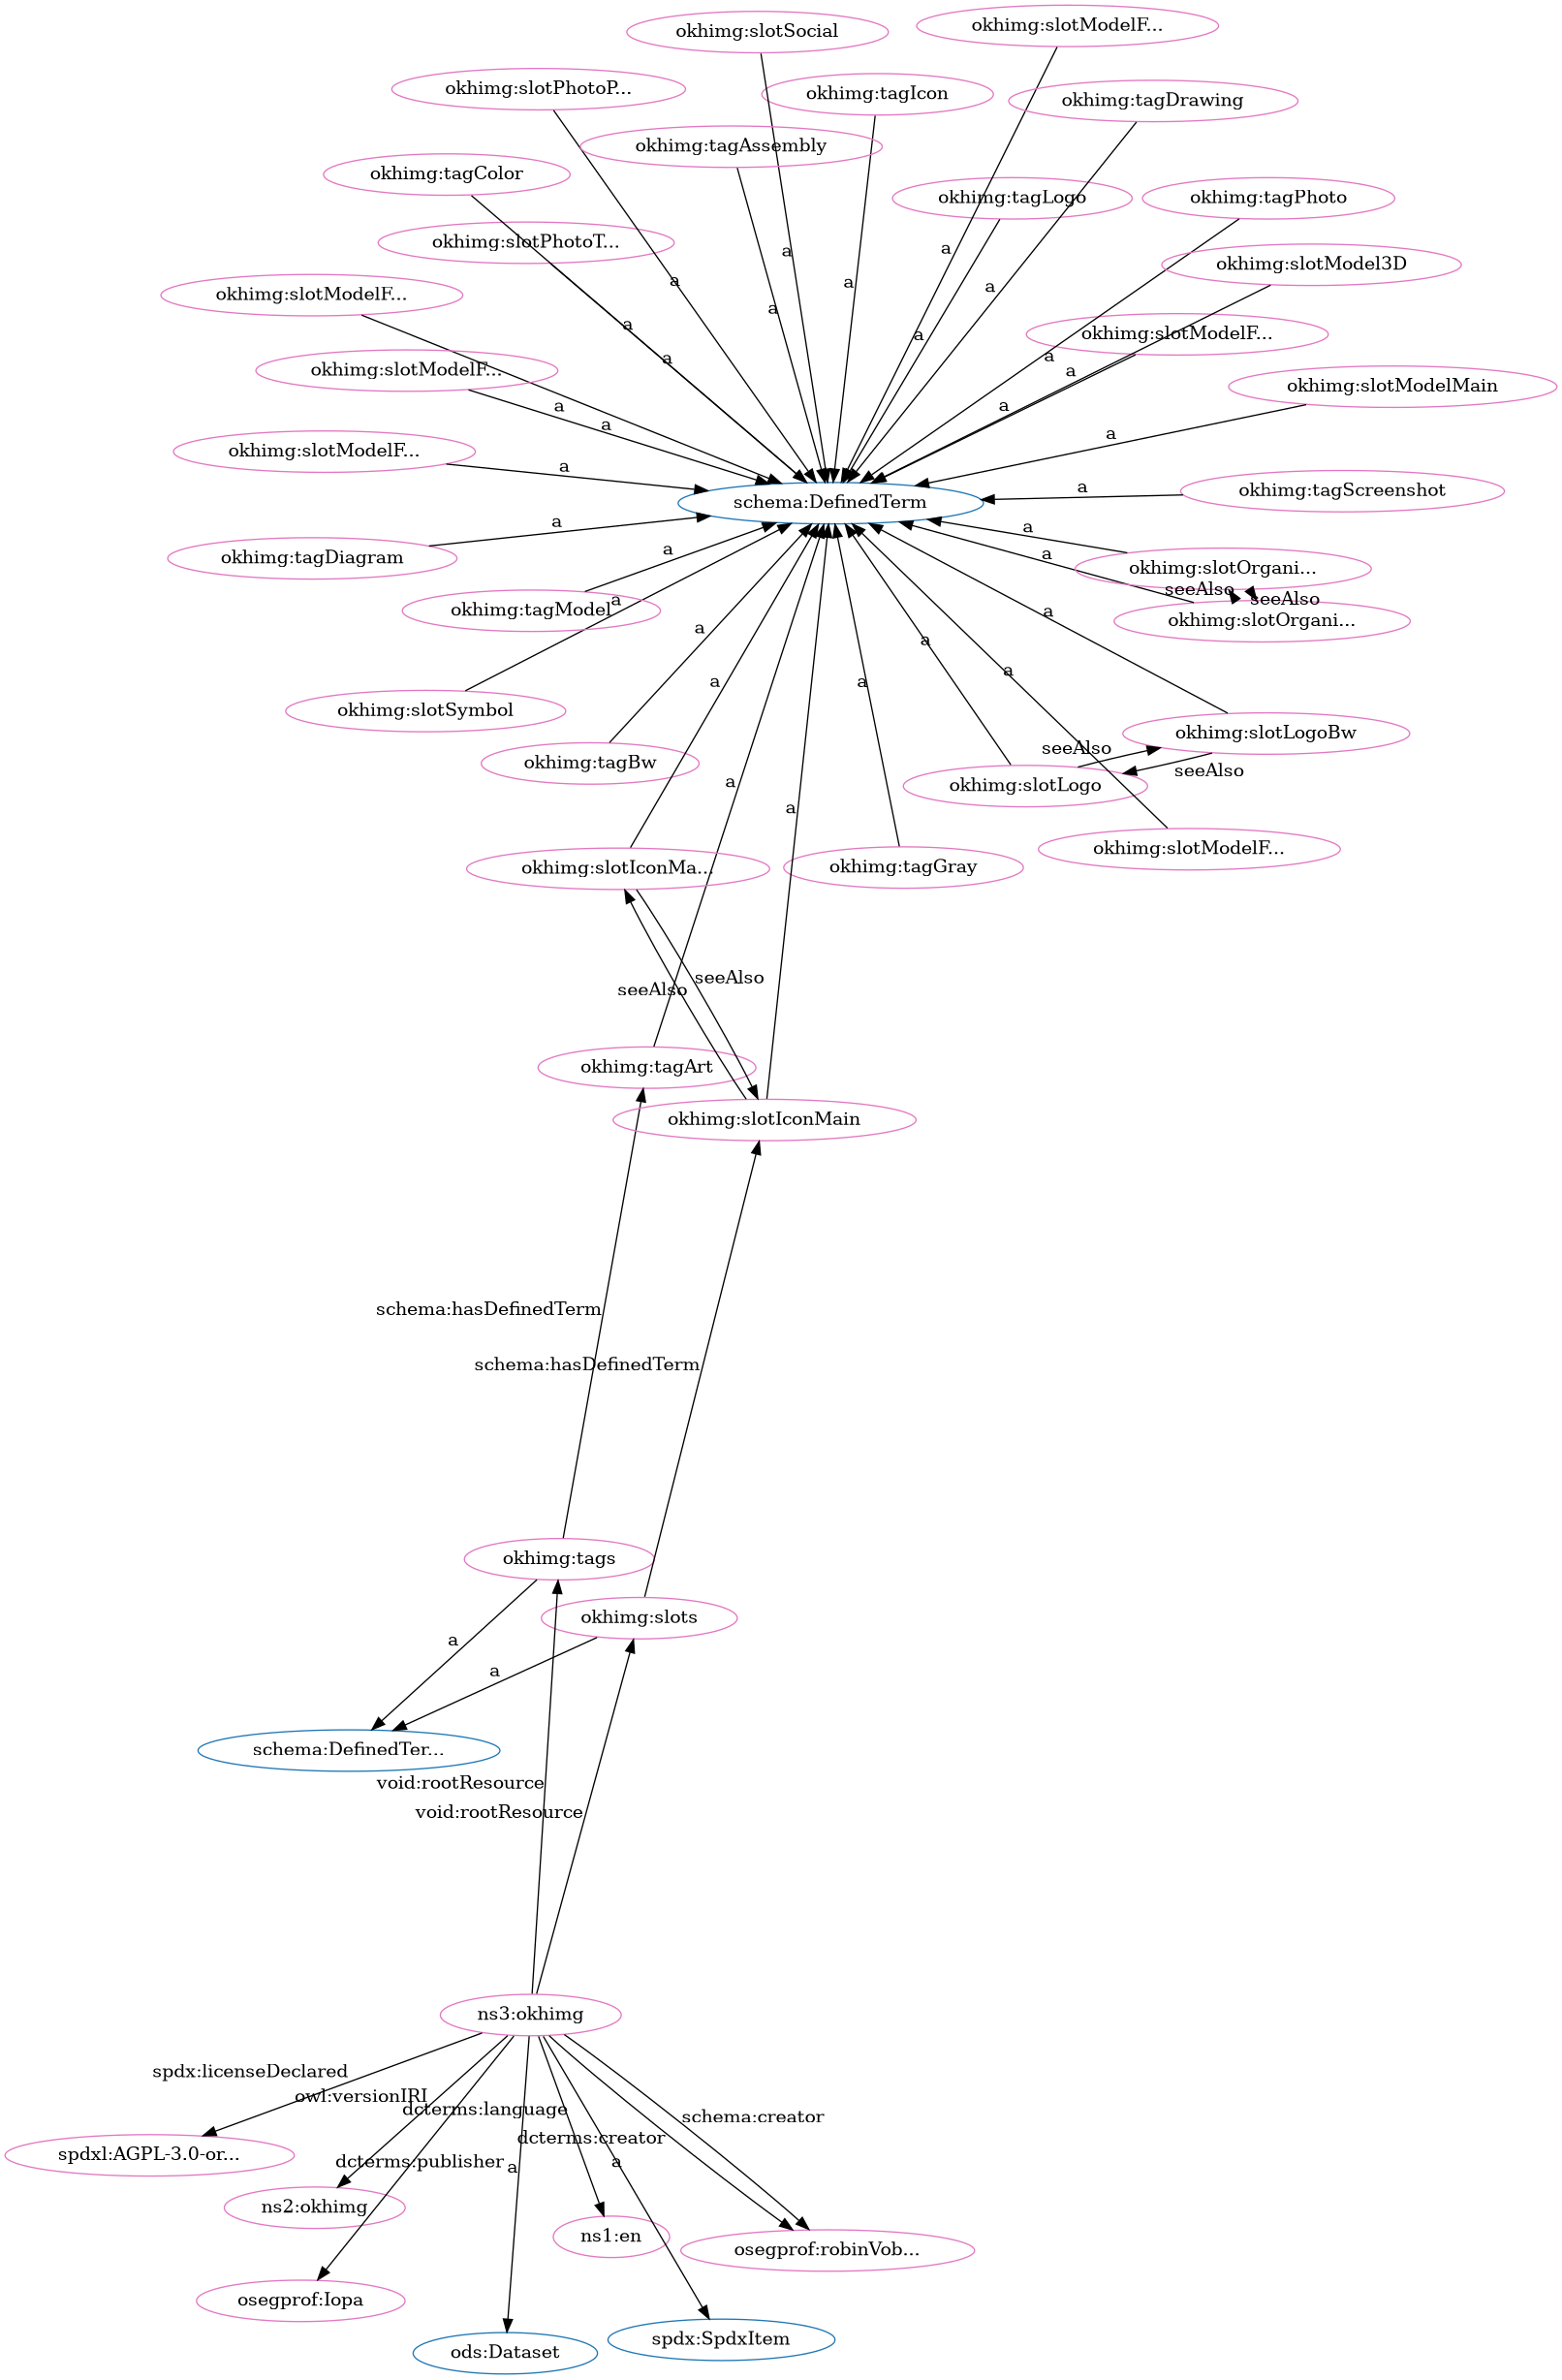 okhimg:slotModelF...
okhimg:slotSocial
okhimg:slotPhotoP...
okhimg:tagIcon
okhimg:tagDrawing
okhimg:tagAssembly
okhimg:tagColor
okhimg:tagLogo
okhimg:tagPhoto
okhimg:slotPhotoT...
a
a
okhimg:slotModel3D
a
a
a
okhimg:slotModelF...
a
a
a
okhimg:slotModelF...
a
a
a
okhimg:slotModelF...
a
okhimg:slotModelMain
a
a
a
a
okhimg:slotModelF...
a
a
okhimg:tagScreenshot
schema:DefinedTerm
a
a
okhimg:tagDiagram
a
a
okhimg:slotOrgani...
seeAlso
seeAlso
a
okhimg:tagModel
a
okhimg:slotOrgani...
a
a
a
a
a
okhimg:slotSymbol
okhimg:slotLogoBw
seeAlso
okhimg:tagBw
seeAlso
a
okhimg:slotLogo
a
okhimg:slotModelF...
okhimg:slotIconMa...
okhimg:tagGray
seeAlso
seeAlso
okhimg:tagArt
okhimg:slotIconMain
schema:hasDefinedTerm
schema:hasDefinedTerm
okhimg:tags
okhimg:slots
a
a
schema:DefinedTer...
void:rootResource
void:rootResource
ns3:okhimg
spdx:licenseDeclared
owl:versionIRI
dcterms:language
schema:creator
dcterms:creator
spdxl:AGPL-3.0-or...
dcterms:publisher
a
a
ns2:okhimg
ns1:en
osegprof:robinVob...
osegprof:Iopa
spdx:SpdxItem
ods:Dataset